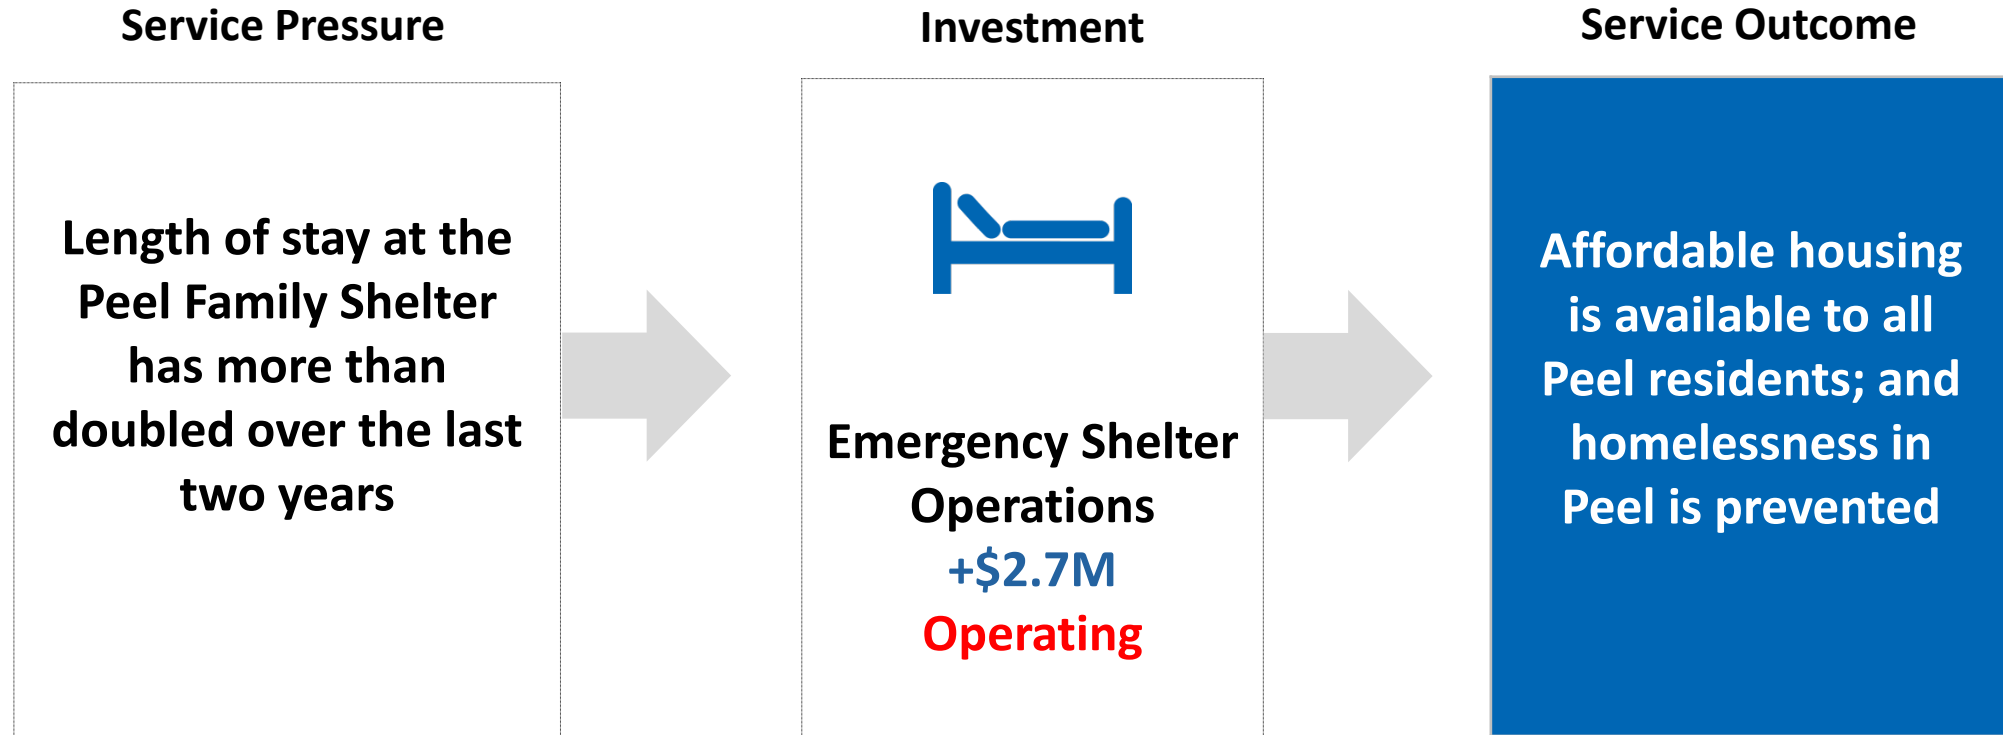 Service Pressure
Length of stay at the
Peel Family Shelter
has more than
doubled over the last
two years
Investment
Emergency Shelter
Operations
+$2.7M
Operating
Service Outcome
Affordable housing
is available to all
Peel residents; and
homelessness in
Peel is prevented